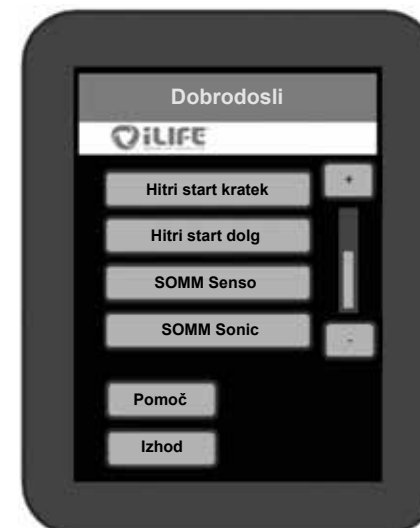 Dobrodosli
iLIFE
Hitri start kratek
+
Hitri start dolg
SOMM Senso
SOMM Sonic
-
Pomoč
Izhod